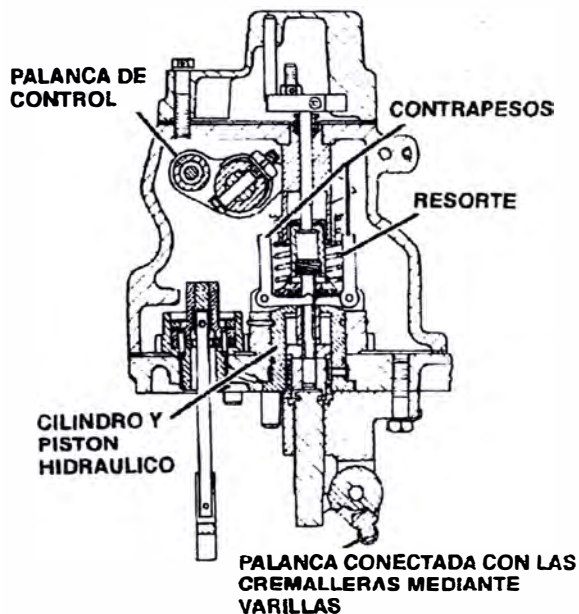 PALANCA DE
CONTROL
CONTRAPESOS
RESORTE
CILINDRO Y
PISTON
HIDRAULICO
PALANCA CONECTADA CON LAS
CREMALLERAS MEDIANTE
VARILLAS